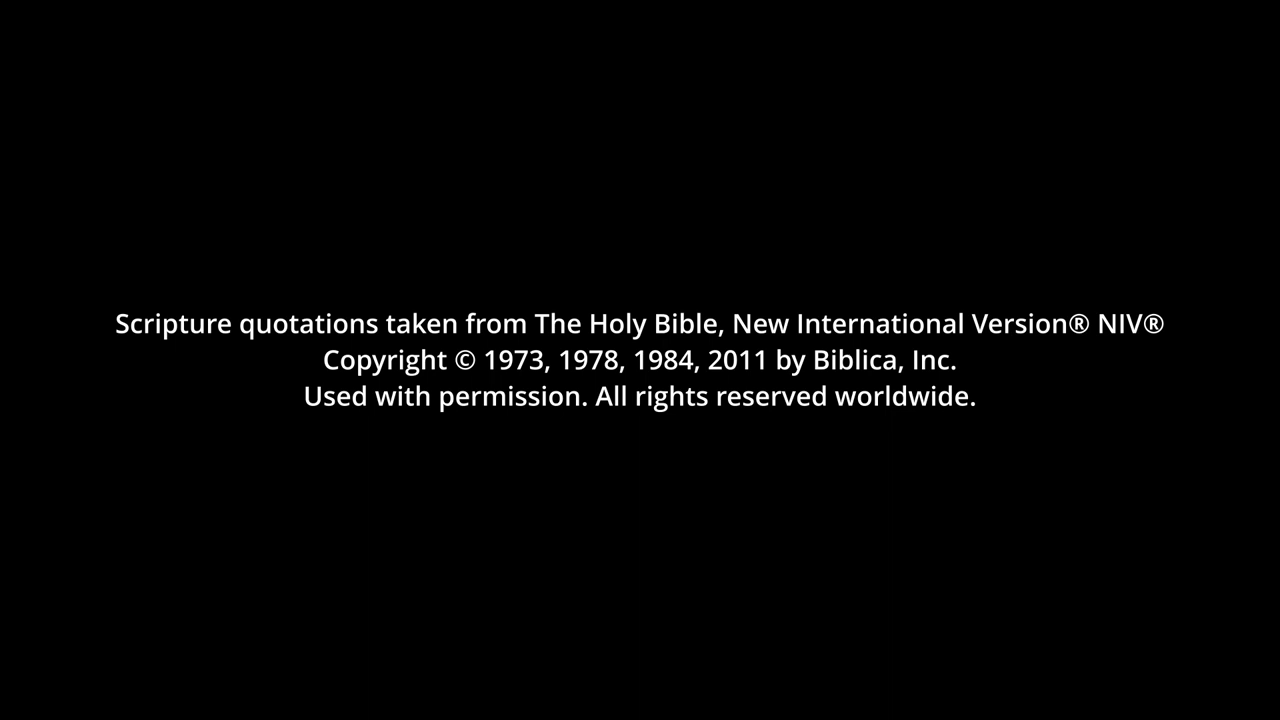 Scripture quotations taken from The Holy Bible, New International Version® NIV®
Copyright © 1973, 1978, 1984, 2011 by Biblica, Inc.
Used with permission. All rights reserved worldwide.